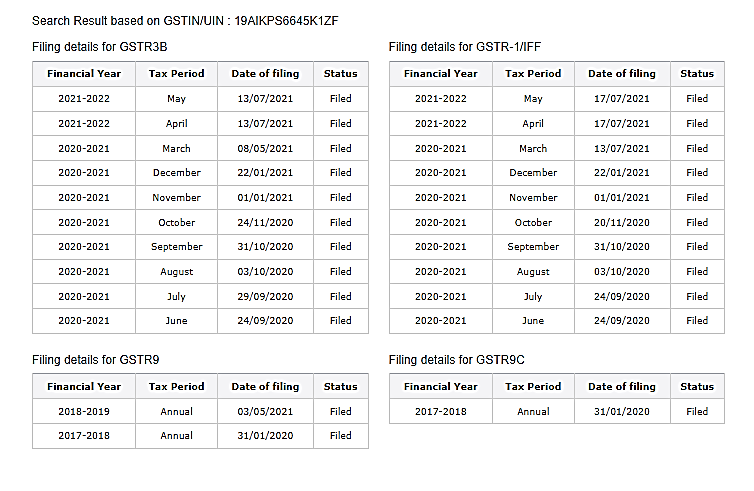 Search Result based on GSTIN/UIN : 19AIKPS6645K1ZF
Filing details for GSTR3B
Financial Year Tax Period Date of filing Status
2021-2022 May 13/07/2021 Filed
2021-2022 April 13/07/2021 Filed
2020-2021 March 08/05/2021 Filed
2020-2021 December 22/01/2021 Filed
2020-2021 November 01/01/2021 Filed
2020-2021 October 24/11/2020 Filed
2020-2021 September 31/10/2020 Filed
2020-2021 August 03/10/2020 Filed
2020-2021 July 29/09/2020 Filed
2020-2021 June 24/09/2020 Filed
Filing details for GSTR-1/IFF
Financial Year Tax Period Date of filing Status
2021-2022 May 17/07/2021 Filed
2021-2022 April 17/07/2021 Filed
2020-2021 March 13/07/2021 Filed
2020-2021 December 22/01/2021 Filed
2020-2021 November 01/01/2021 Filed
2020-2021 October 20/11/2020 Filed
2020-2021 September 31/10/2020 Filed
2020-2021 August 03/10/2020 Filed
2020-2021 July 24/09/2020 Filed
2020-2021 June 24/09/2020 Filed
Filing details for GSTR9
Financial Year Tax Period Date of filing Status
2018-2019 Annual 03/05/2021 Filed
2017-2018 Annual 31/01/2020 Filed
Filing details for GSTR9C
Financial Year Tax Period Date of filing Status
2017-2018 Annual 31/01/2020 Filed